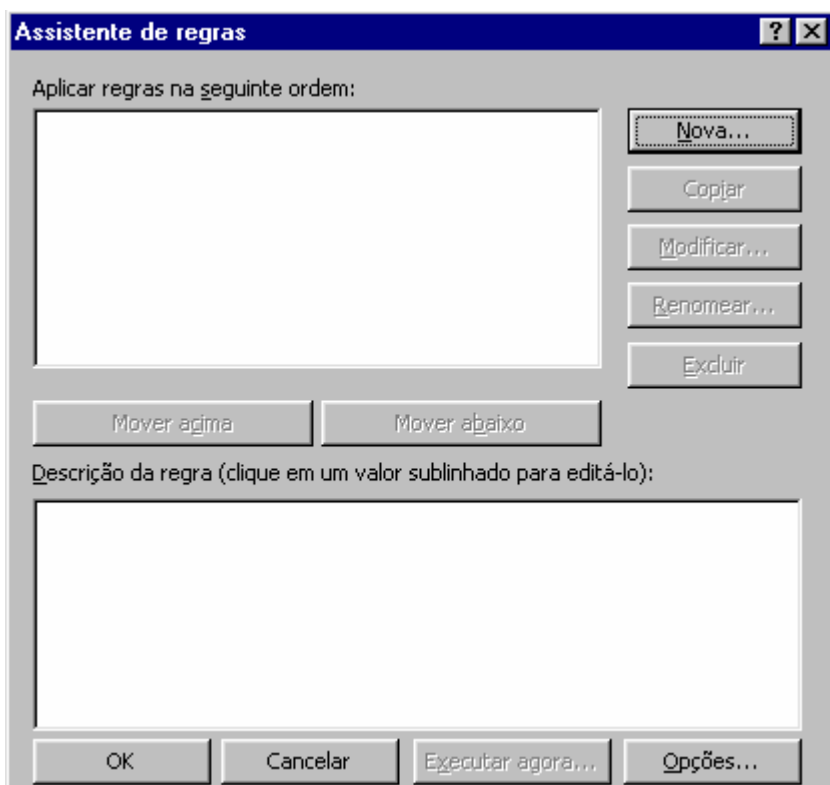 Assistente de regras
Aplicar regras na seguinte ordem:
Nova...
Copiar
Modificar...
Renomear...
Excluir
Mover acima Mover abaixo
Descrição da regra (clique em um valor sublinhado para editá-lo):
OK Cancelar Executar agora... Opções...